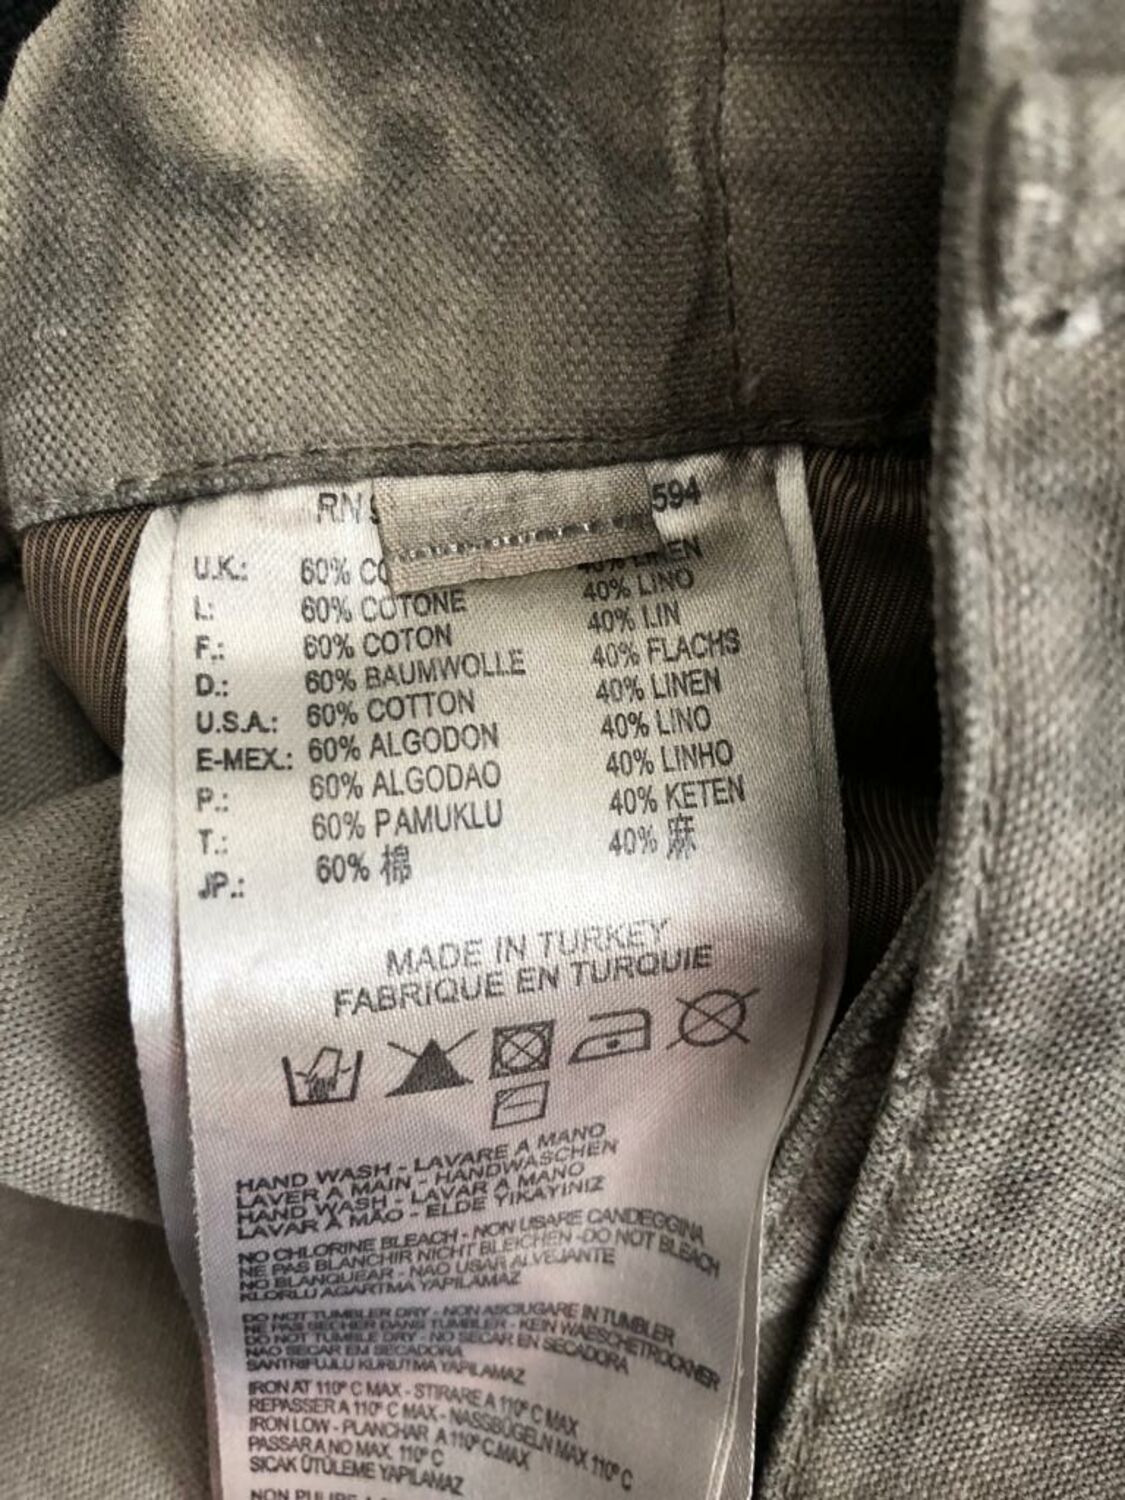 RN 594
U.K.: 60% 40%
I.: 60% COTONE 40% LINO
F.: 60% COTON 40% LIN
D.: 60% BAUMWOLLE 40% FLACHS
U.S.A.: 60% COTTON 40% LINEN
E-MEX.: 60% ALGODON 40% LINO
P.: 60% ALGODAO 40% LINHO
T.: 60% PAMUKLU 40% KETEN
JP.: 60% 棉 40% 麻
MADE IN TURKEY
FABRIQUE EN TURQUIE
HAND WASH - LAVARE A MANO
LAVER A MAIN - HANDWASCHEN
HAND WASH - LAVAR A MANO
LAVAR À MÃO - ELDE YIKAYINIZ
NO CHLORINE BLEACH - NON USARE CANDEGGINA
NE PAS BLANCHIR NICHT BLEICHEN - DO NOT BLEACH
NO BLANQUEAR - NAO USAR ALVEJANTE
KLORLU AGARTMA YAPILAMAZ
DO NOT TUMBLER DRY - NON ASCIUGARE IN TUMBLER
NE PAS SECHER DANS TUMBLER - KEIN WAESCHETROCKNER
DO NOT TUMBLE DRY - NO SECAR EN SECADORA
NAO SECAR EM SECADORA
SANTRIFUJLU KURUTMA YAPILAMAZ
IRON AT 110° C MAX - STIRARE A 110° C MAX
REPASSER A 110° C MAX - NASSBÜGELN MAX 110° C
IRON LOW - PLANCHAR A 110° C.MAX
PASSAR A NO MAX. 110° C
SICAK ÜTÜLEME YAPILAMAZ